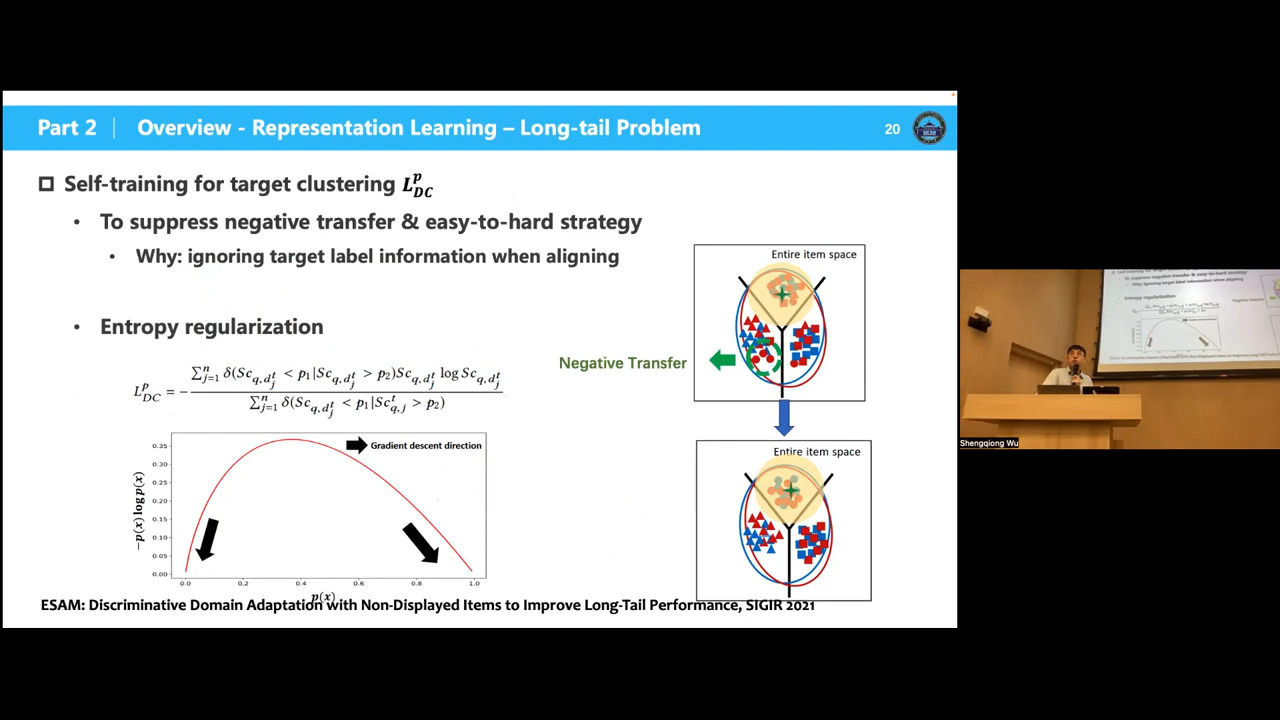 Part 2 | Overview - Representation Learning – Long-tail Problem
20
Self-training for target clustering L^p_{DC}
• To suppress negative transfer & easy-to-hard strategy
• Why: ignoring target label information when aligning
• Entropy regularization
L^p_{DC} = - \frac{\sum_{j=1}^{n} δ(Sc_{q,d_j^t} < p_1|Sc_{q,d_j^t} > p_2)Sc_{q,d_j^t} log Sc_{q,d_j^t}}{\sum_{j=1}^{n} δ(Sc_{q,d_j^t} < p_1|Sc^t_{q,j} > p_2)}
Entire item space
Negative Transfer
Entire item space
Gradient descent direction
−p(x) log p(x)
0.35
0.30
0.25
0.20
0.15
0.10
0.05
0.00
0.0 0.2 0.4 0.6 0.8 1.0
p(x)
ESAM: Discriminative Domain Adaptation with Non-Displayed Items to Improve Long-Tail Performance, SIGIR 2021
Shengqiong Wu